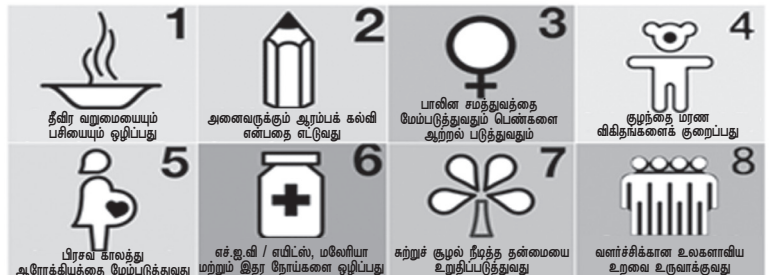 1
தீவிர வறுமையையும்
பசியையும் ஒழிப்பது
2
அனைவருக்கும் ஆரம்பக் கல்வி
என்பதை எட்டுவது
3
பாலின சமத்துவத்தை
மேம்படுத்துவதும் பெண்களை
ஆற்றல் படுத்துவதும்
4
குழந்தை மரண
விகிதங்களைக் குறைப்பது
5
பிரசவ காலத்து
ஆரோக்கியத்தை மேம்படுத்துவது
6
எச்.ஐ.வி / எயிட்ஸ், மலேரியா
மற்றும் இதர நோய்களை ஒழிப்பது
7
சுற்றுச் சூழல் நீடித்த தன்மையை
உறுதிப்படுத்துவது
8
வளர்ச்சிக்கான உலகளாவிய
உறவை உருவாக்குவது